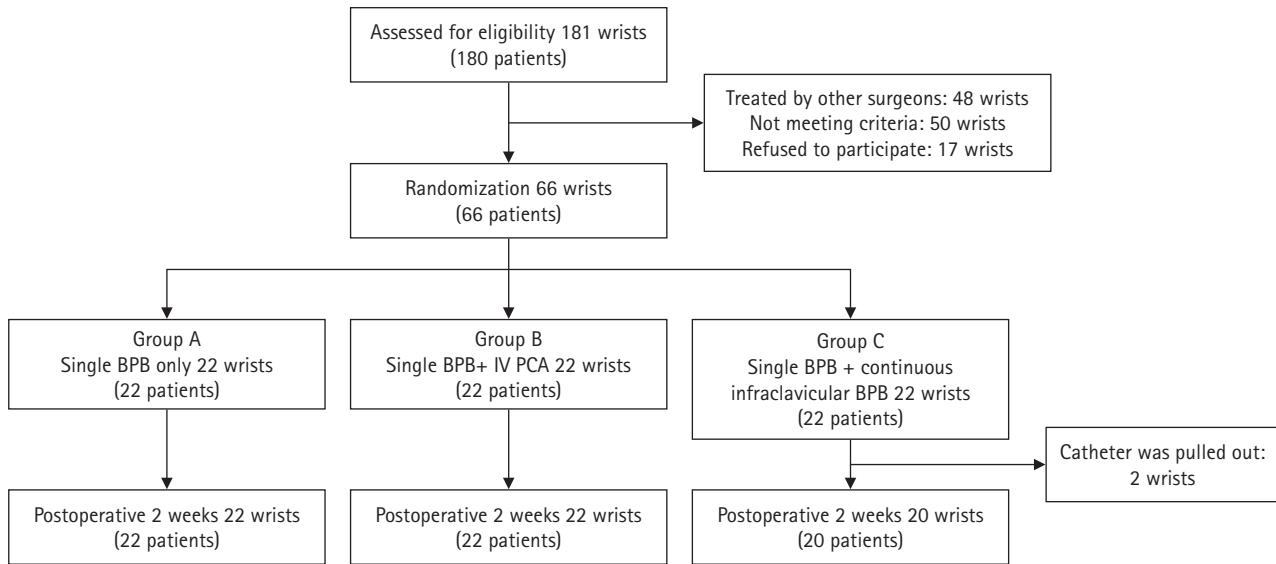 Assessed for eligibility 181 wrists
(180 patients)
Treated by other surgeons: 48 wrists
Not meeting criteria: 50 wrists
Refused to participate: 17 wrists
Randomization 66 wrists
(66 patients)
Group A
Single BPB only 22 wrists
(22 patients)
Group B
Single BPB+ IV PCA 22 wrists
(22 patients)
Group C
Single BPB + continuous
infraclavicular BPB 22 wrists
(22 patients)
Catheter was pulled out:
2 wrists
Postoperative 2 weeks 22 wrists
(22 patients)
Postoperative 2 weeks 22 wrists
(22 patients)
Postoperative 2 weeks 20 wrists
(20 patients)